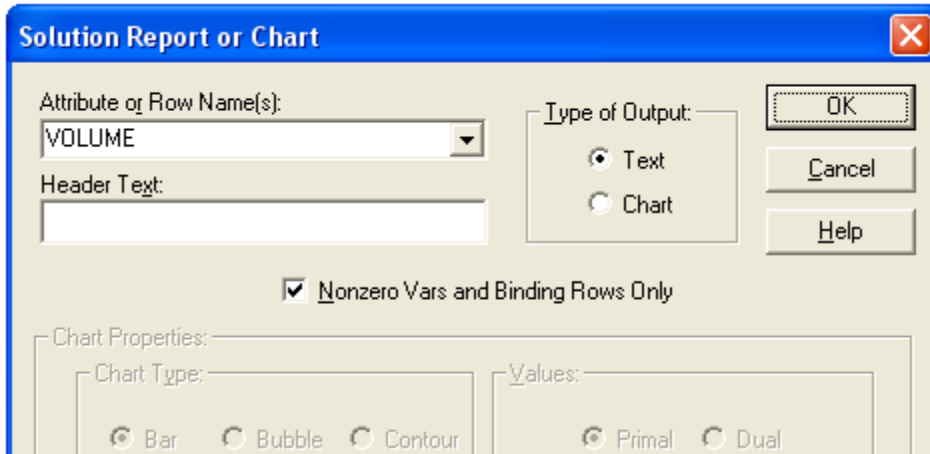 Solution Report or Chart
Attribute or Row Name(s):
VOLUME
Header Text:
Type of Output:
Text
Chart
OK
Cancel
Help
Nonzero Vars and Binding Rows Only
Chart Properties:
Chart Type:
Bar Bubble Contour
Values:
Primal Dual